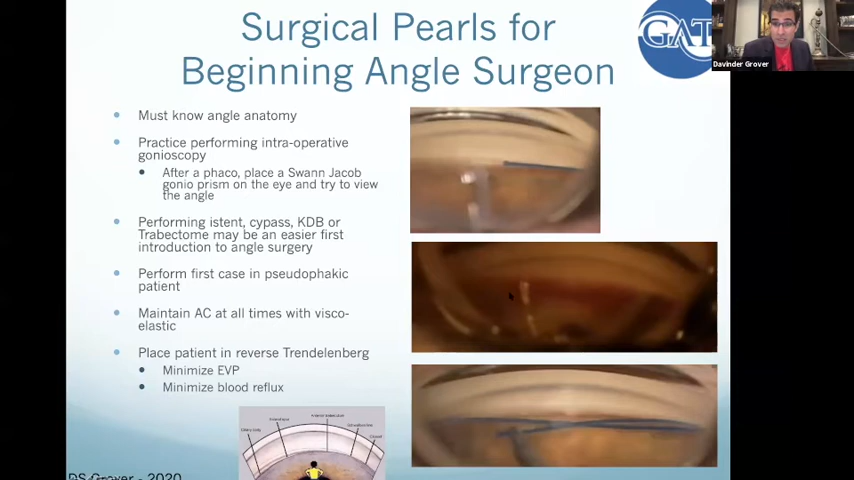 Surgical Pearls for
Beginning Angle Surgeon
GAT
Davinder Grover
Must know angle anatomy
Practice performing intra-operative
gonioscopy
After a phaco, place a Swann Jacob
gonio prism on the eye and try to view
the angle
Performing istent, cypass, KDB or
Trabectome may be an easier first
introduction to angle surgery
Perform first case in pseudophakic
patient
Maintain AC at all times with visco-
elastic
Place patient in reverse Trendelenberg
Minimize EVP
Minimize blood reflux
DS Grover - 2020